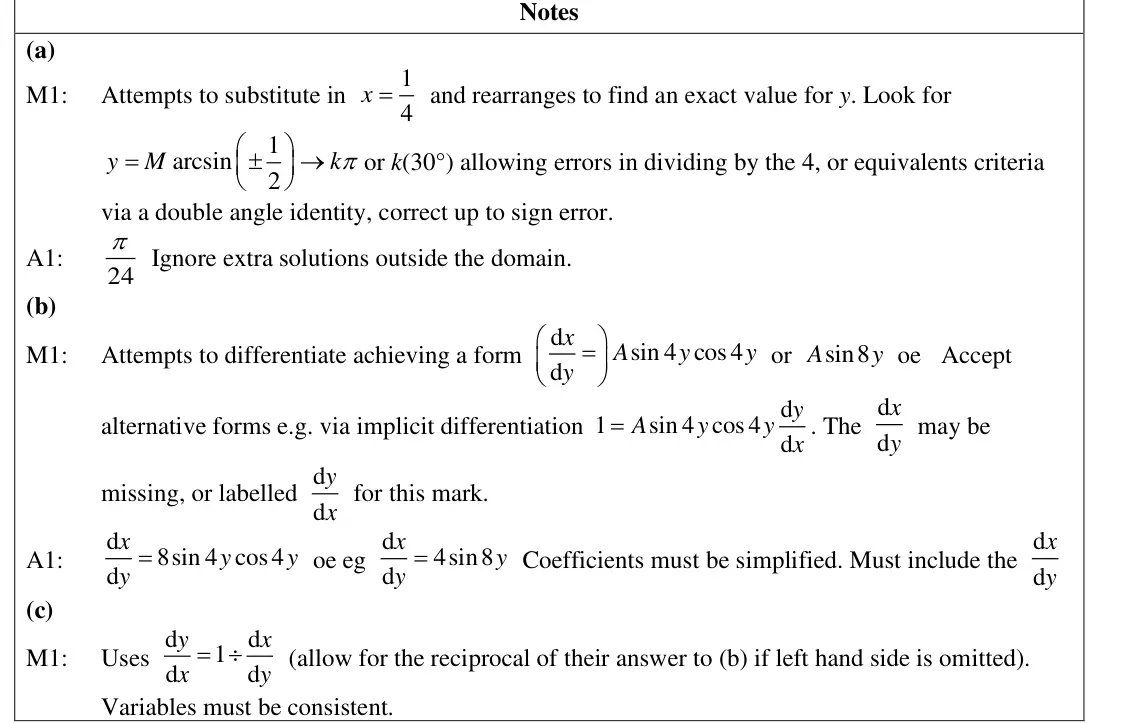 Notes
(a)
M1: Attempts to substitute in x = 1/4 and rearranges to find an exact value for y. Look for
y = M arcsin(± 1/2) → kπ or k(30°) allowing errors in dividing by the 4, or equivalents criteria
via a double angle identity, correct up to sign error.
A1: π/24 Ignore extra solutions outside the domain.
(b)
M1: Attempts to differentiate achieving a form (dx/dy =) A sin 4y cos 4y or A sin 8y oe Accept
alternative forms e.g. via implicit differentiation 1 = A sin 4y cos 4y dy/dx. The dx/dy may be
missing, or labelled dy/dx for this mark.
A1: dx/dy = 8 sin 4y cos 4y oe eg dx/dy = 4 sin 8y Coefficients must be simplified. Must include the dx/dy
(c)
M1: Uses dy/dx = 1 ÷ dx/dy (allow for the reciprocal of their answer to (b) if left hand side is omitted).
Variables must be consistent.